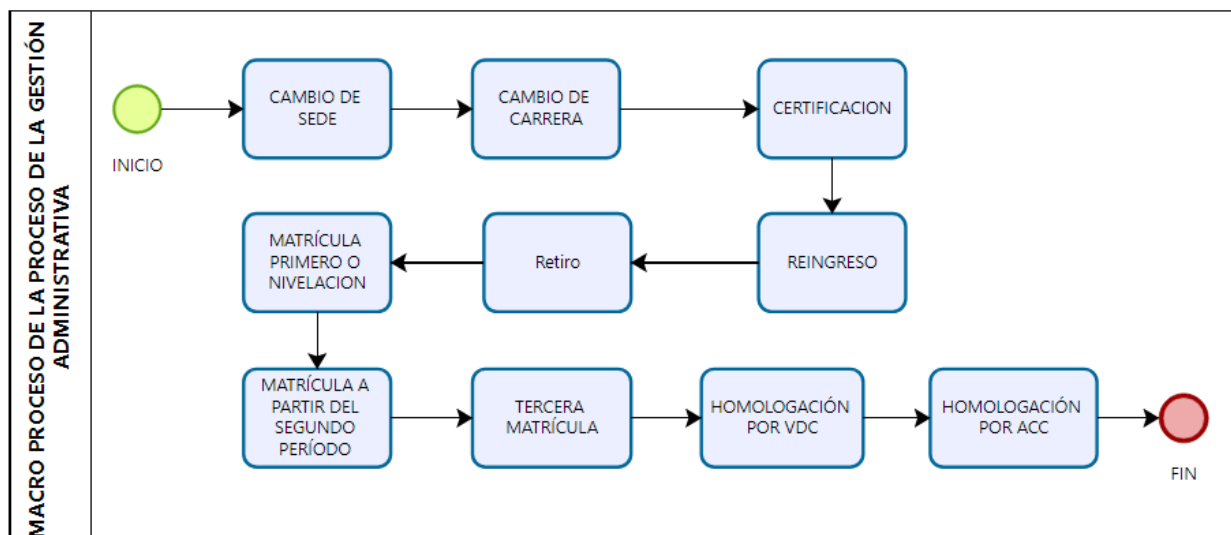 MACRO PROCESO DE LA PROCESO DE LA GESTIÓN
ADMINISTRATIVA
INICIO
CAMBIO DE
SEDE
CAMBIO DE
CARRERA
CERTIFICACION
REINGRESO
Retiro
MATRÍCULA
PRIMERO O
NIVELACION
MATRÍCULA A
PARTIR DEL
SEGUNDO
PERÍODO
TERCERA
MATRÍCULA
HOMOLOGACIÓN
POR VDC
HOMOLOGACIÓN
POR ACC
FIN